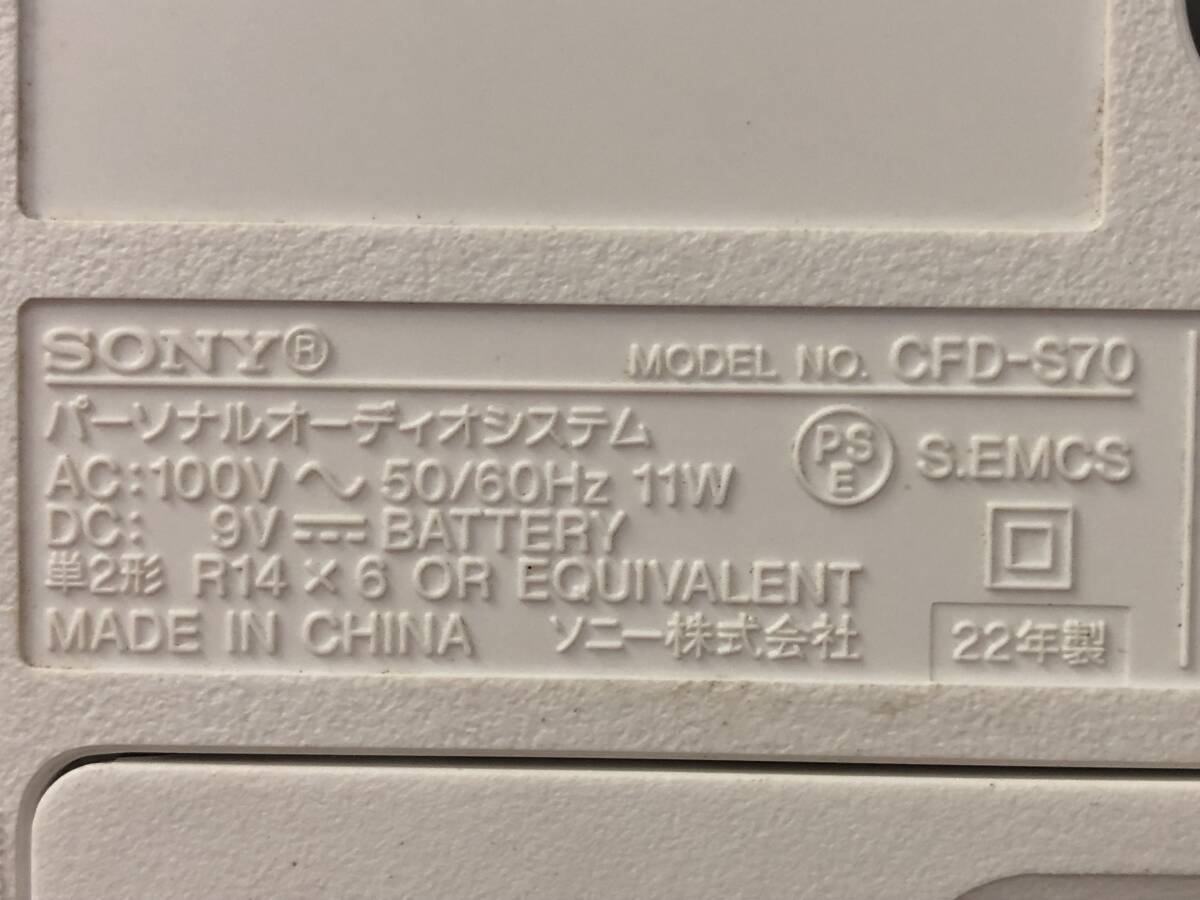 SONY® MODEL NO. CFD-S70
パーソナルオーディオシステム
PSE S.EMCS
AC:100V ～ 50/60Hz 11W
DC: 9V ⎓ BATTERY
単2形 R14 × 6 OR EQUIVALENT
MADE IN CHINA ソニー株式会社
22年製